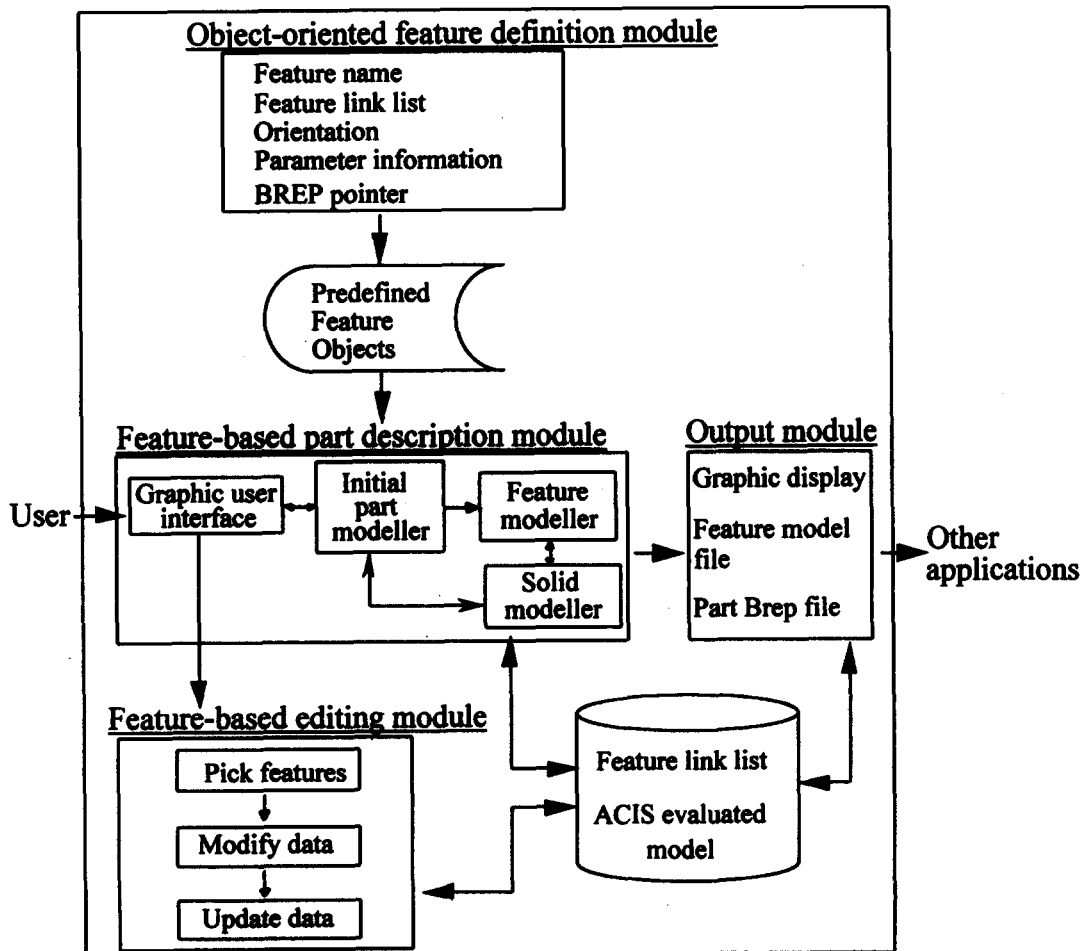 Object-oriented feature definition module
Feature name
Feature link list
Orientation
Parameter information
BREP pointer
Predefined
Feature
Objects
Feature-based part description module
Output module
User
Graphic user
interface
Initial
part
modeller
Feature
modeller
Solid
modeller
Graphic display
Feature model
file
Part Brep file
Other
applications
Feature-based editing module
Pick features
Modify data
Update data
Feature link list
ACIS evaluated
model